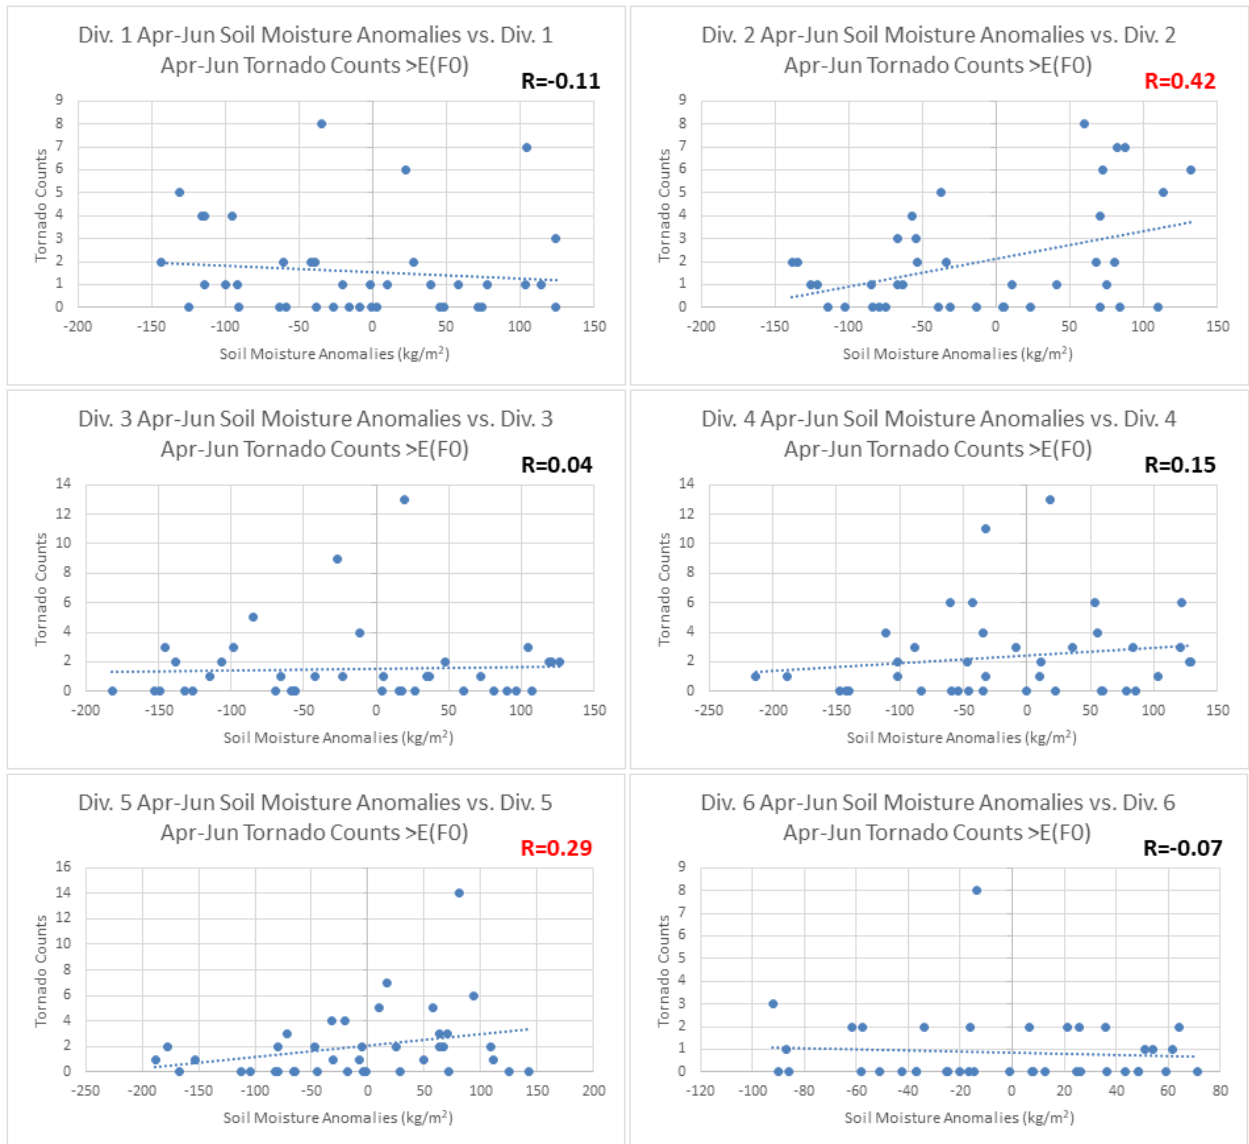 Div. 1 Apr-Jun Soil Moisture Anomalies vs. Div. 1
Apr-Jun Tornado Counts >E(F0)
R=-0.11
9
8
7
6
5
4
3
2
1
0
Tornado Counts
-200 -150 -100 -50 0 50 100 150
Soil Moisture Anomalies (kg/m²)
Div. 2 Apr-Jun Soil Moisture Anomalies vs. Div. 2
Apr-Jun Tornado Counts >E(F0)
R=0.42
9
8
7
6
5
4
3
2
1
0
Tornado Counts
-200 -150 -100 -50 0 50 100 150
Soil Moisture Anomalies (kg/m²)
Div. 3 Apr-Jun Soil Moisture Anomalies vs. Div. 3
Apr-Jun Tornado Counts >E(F0)
R=0.04
14
12
10
8
6
4
2
0
Tornado Counts
-200 -150 -100 -50 0 50 100 150
Soil Moisture Anomalies (kg/m²)
Div. 4 Apr-Jun Soil Moisture Anomalies vs. Div. 4
Apr-Jun Tornado Counts >E(F0)
R=0.15
14
12
10
8
6
4
2
0
Tornado Counts
-250 -200 -150 -100 -50 0 50 100 150
Soil Moisture Anomalies (kg/m²)
Div. 5 Apr-Jun Soil Moisture Anomalies vs. Div. 5
Apr-Jun Tornado Counts >E(F0)
R=0.29
16
14
12
10
8
6
4
2
0
Tornado Counts
-250 -200 -150 -100 -50 0 50 100 150 200
Soil Moisture Anomalies (kg/m²)
Div. 6 Apr-Jun Soil Moisture Anomalies vs. Div. 6
Apr-Jun Tornado Counts >E(F0)
R=-0.07
9
8
7
6
5
4
3
2
1
0
Tornado Counts
-120 -100 -80 -60 -40 -20 0 20 40 60 80
Soil Moisture Anomalies (kg/m²)